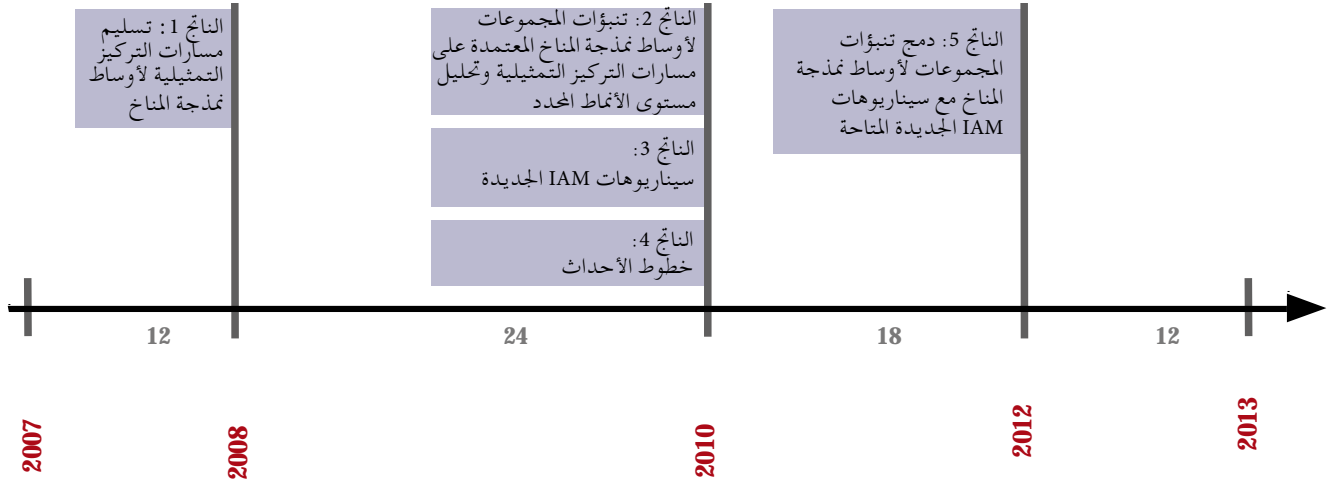 الناتج 1: تسليم
مسارات التركيز
التمثيلية لأوساط
نمذجة المناخ
الناتج 2: تنبؤات المجموعات
لأوساط نمذجة المناخ المعتمدة على
مسارات التركيز التمثيلية وتحليل
مستوى الأنماط المحدد
الناتج 3:
سيناريوهات IAM الجديدة
الناتج 4:
خطوط الأحداث
الناتج 5: دمج تنبؤات
المجموعات لأوساط نمذجة
المناخ مع سيناريوهات
IAM الجديدة المتاحة
12
24
18
12
2007
2008
2010
2012
2013